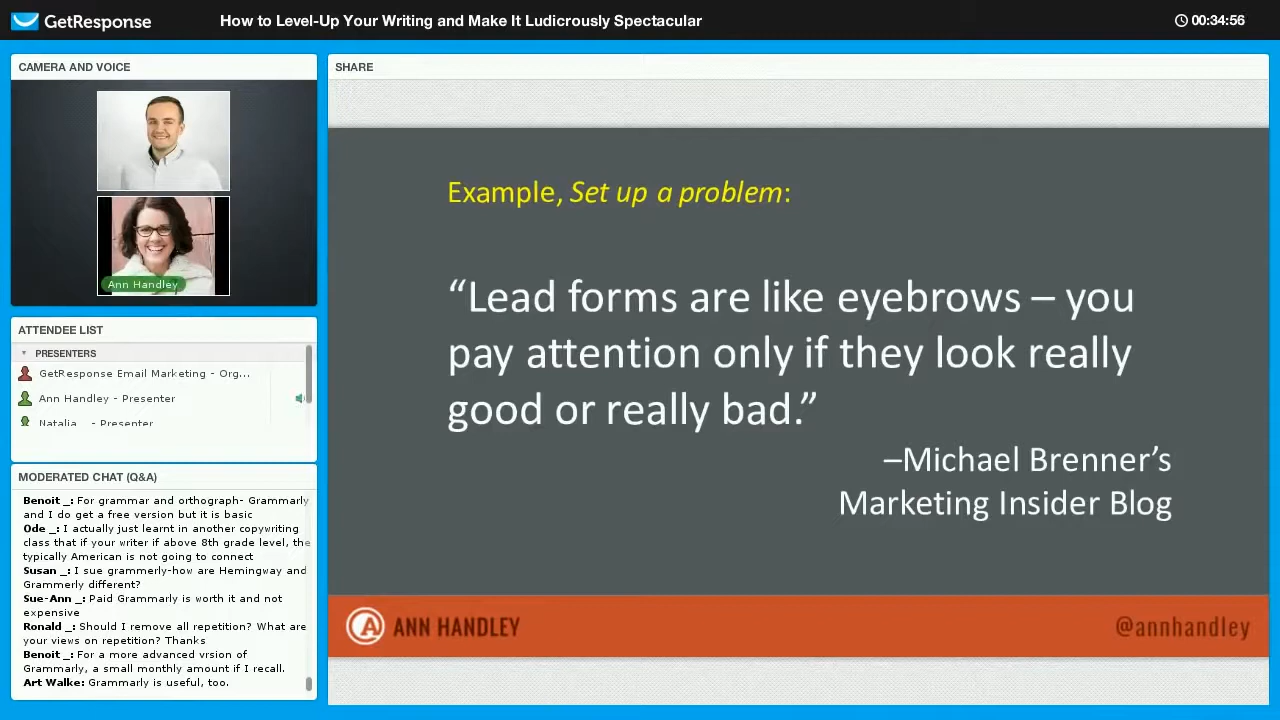 GetResponse
How to Level-Up Your Writing and Make It Ludicrously Spectacular
00:34:56
CAMERA AND VOICE
Ann Handley
ATTENDEE LIST
PRESENTERS
GetResponse Email Marketing - Org...
Ann Handley - Presenter
Natalia _ - Presenter
MODERATED CHAT (Q&A)
Benoit _: For grammar and orthograph- Grammarly
and I do get a free version but it is basic
Ode _: I actually just learnt in another copywriting
class that if your writer if above 8th grade level, the
typically American is not going to connect
Susan _: I sue grammerly-how are Hemingway and
Grammerly different?
Sue-Ann _: Paid Grammarly is worth it and not
expensive
Ronald _: Should I remove all repetition? What are
your views on repetition? Thanks
Benoit _: For a more advanced vrsion of
Grammarly, a small monthly amount if I recall.
Art Walke: Grammarly is useful, too.
SHARE
Example, Set up a problem:
“Lead forms are like eyebrows – you
pay attention only if they look really
good or really bad.”
–Michael Brenner’s
Marketing Insider Blog
ANN HANDLEY
@annhandley